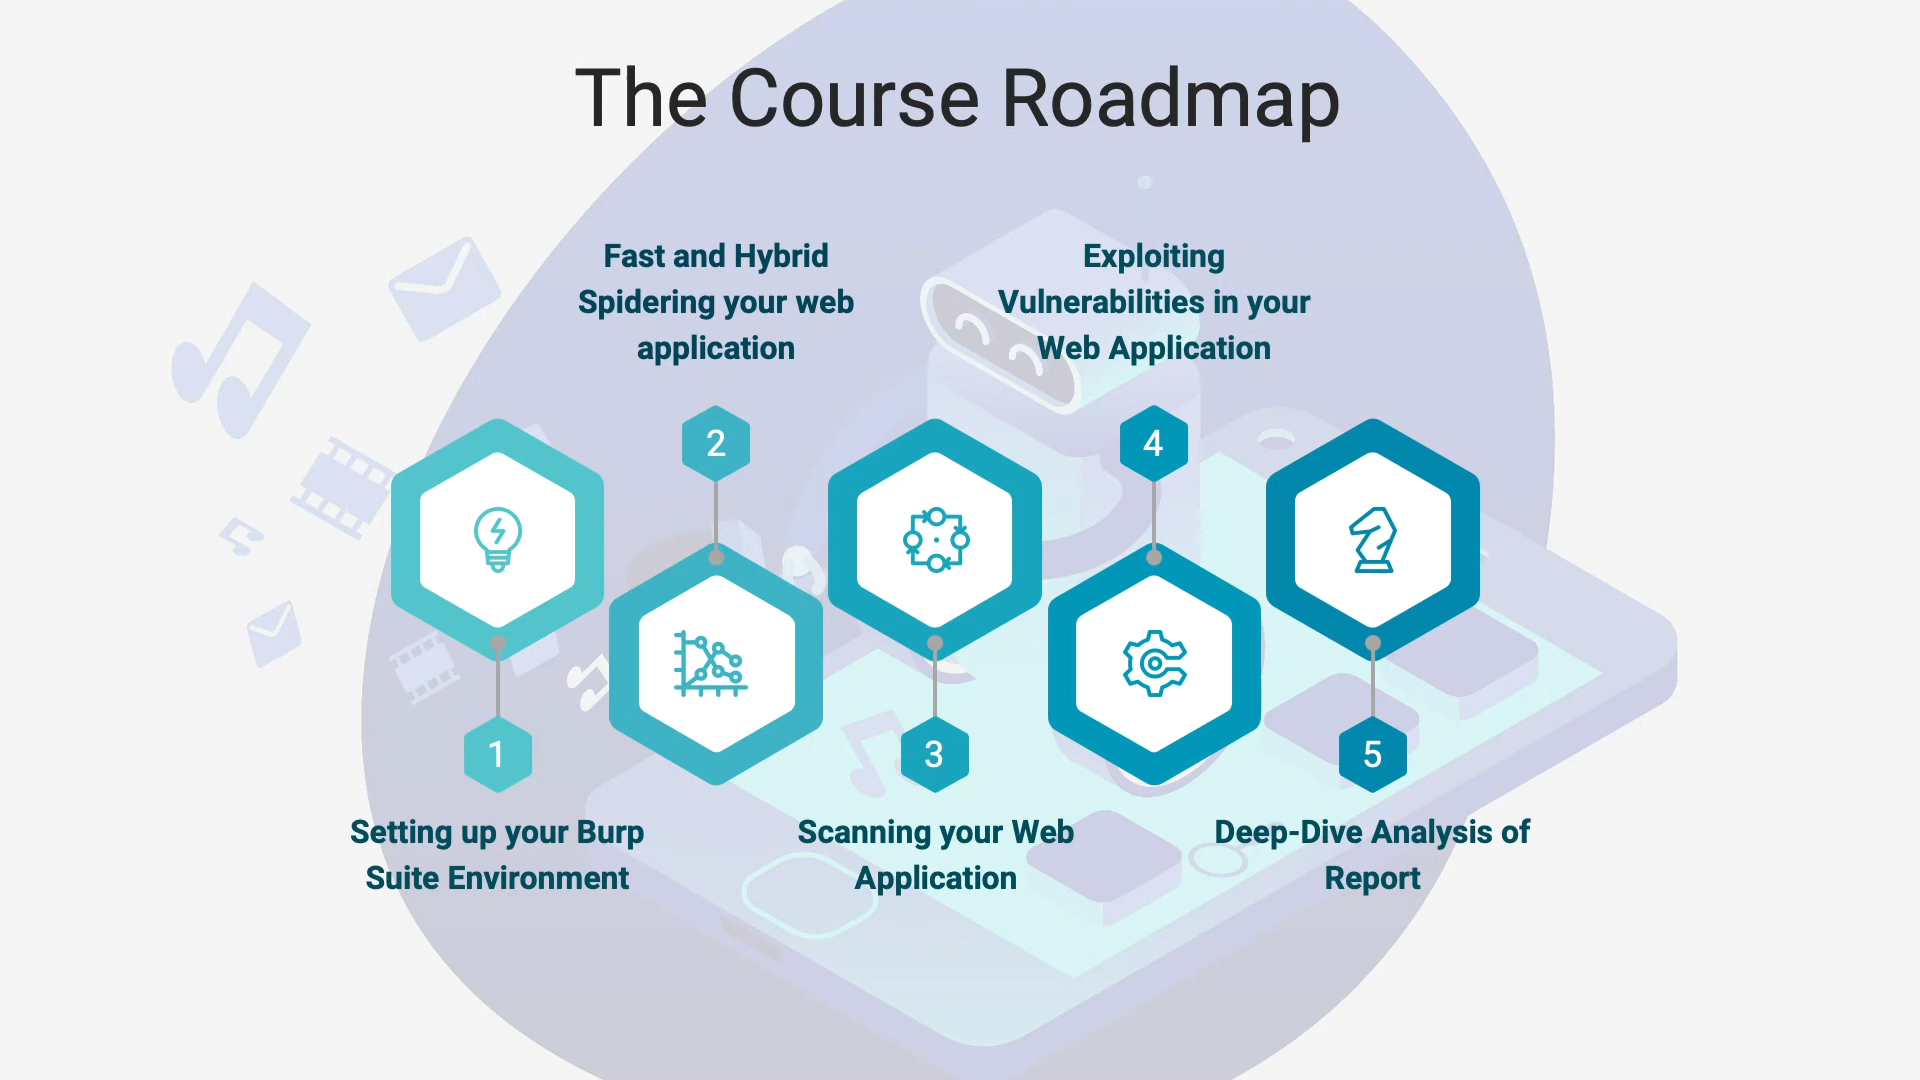 The Course Roadmap
Fast and Hybrid
Spidering your web
application
Exploiting
Vulnerabilities in your
Web Application
2
4
1
3
5
Setting up your Burp
Suite Environment
Scanning your Web
Application
Deep-Dive Analysis of
Report